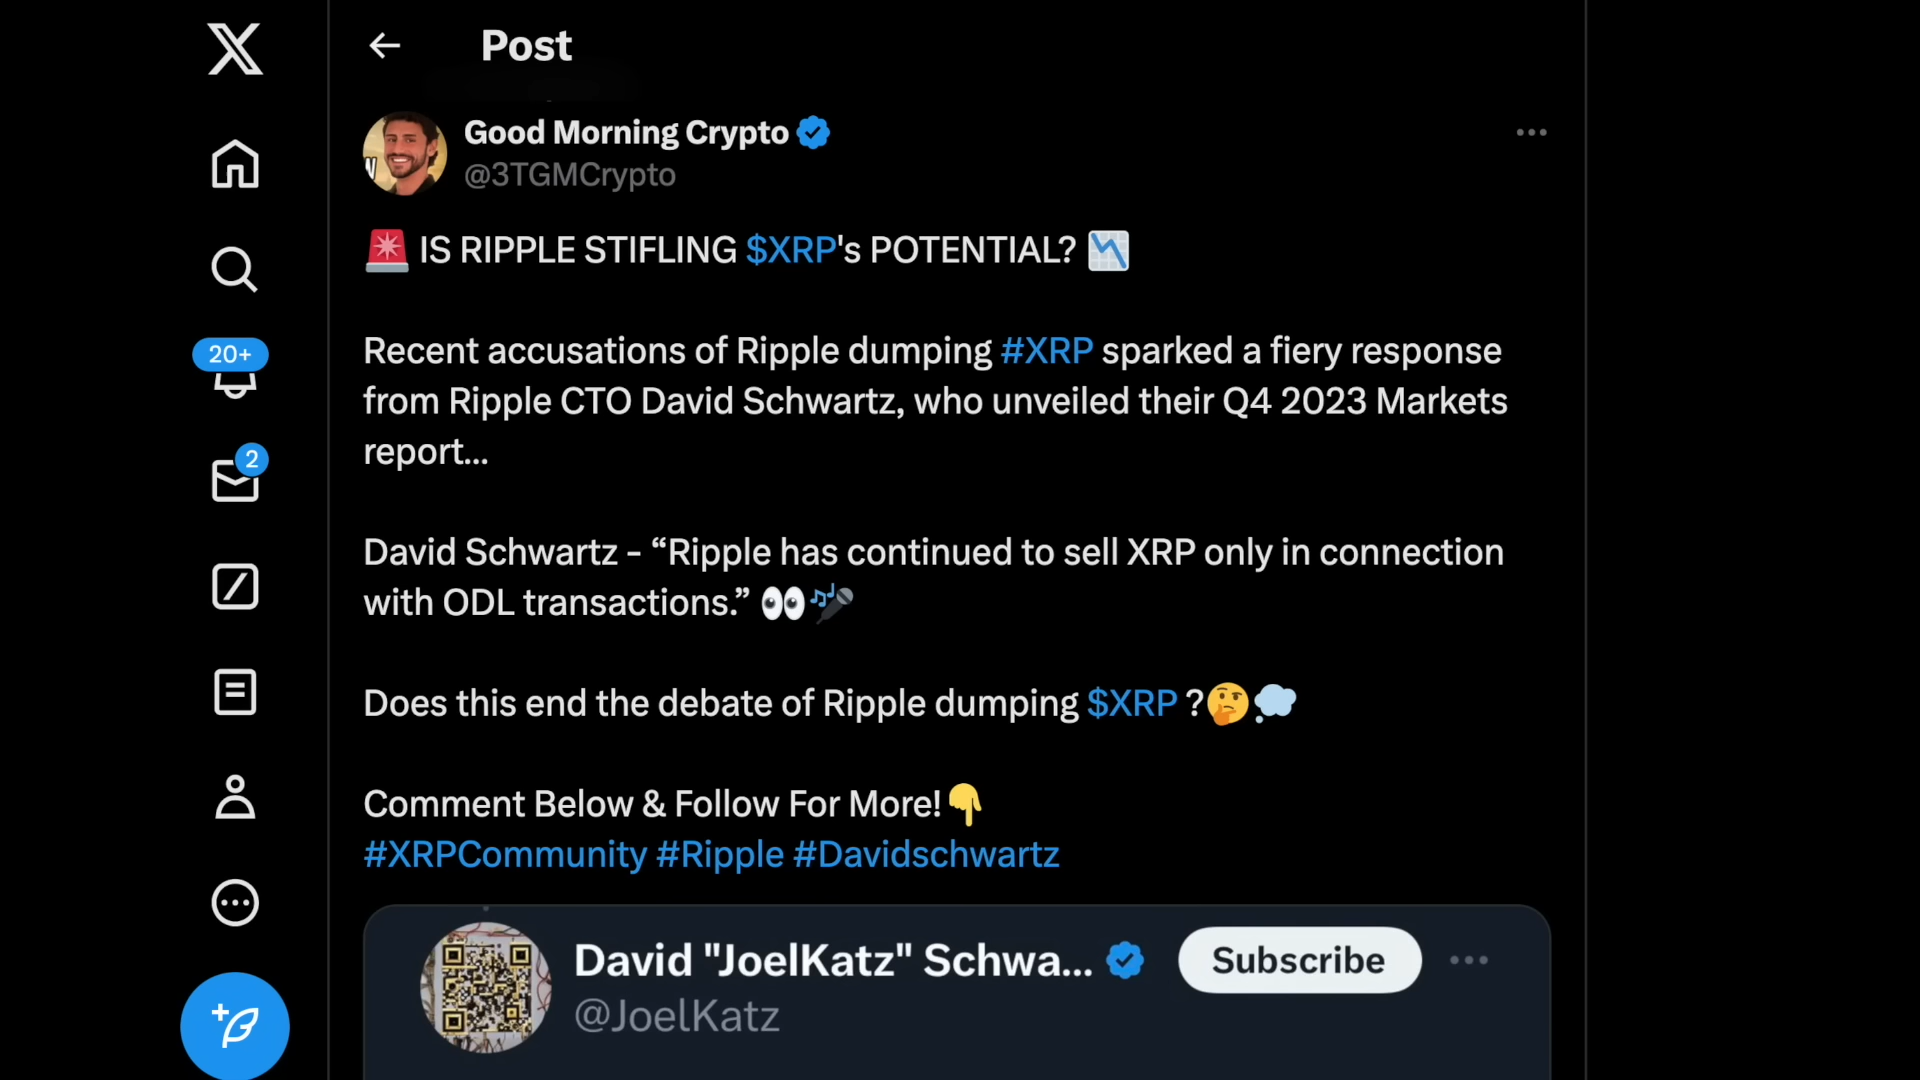 Post
Good Morning Crypto
@3TGMCrypto
🚨 IS RIPPLE STIFLING $XRP's POTENTIAL? 📉
Recent accusations of Ripple dumping #XRP sparked a fiery response
from Ripple CTO David Schwartz, who unveiled their Q4 2023 Markets
report...
David Schwartz - “Ripple has continued to sell XRP only in connection
with ODL transactions.” 👀🎤
Does this end the debate of Ripple dumping $XRP ?🤔💭
Comment Below & Follow For More!👇
#XRPCommunity #Ripple #Davidschwartz
20+
2
David "JoelKatz" Schwa...
Subscribe
@JoelKatz